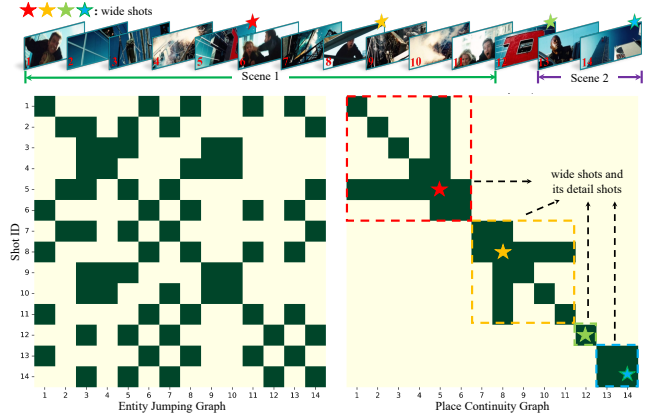 : wide shots
1 2 3 4 5 6 7 8 9 10 11
Scene 1
Scene 2
wide shots and
its detail shots
Shot ID
1
2
3
4
5
6
7
8
9
10
11
12
13
14
1 2 3 4 5 6 7 8 9 10 11 12 13 14
1 2 3 4 5 6 7 8 9 10 11 12 13 14
Entity Jumping Graph
Place Continuity Graph